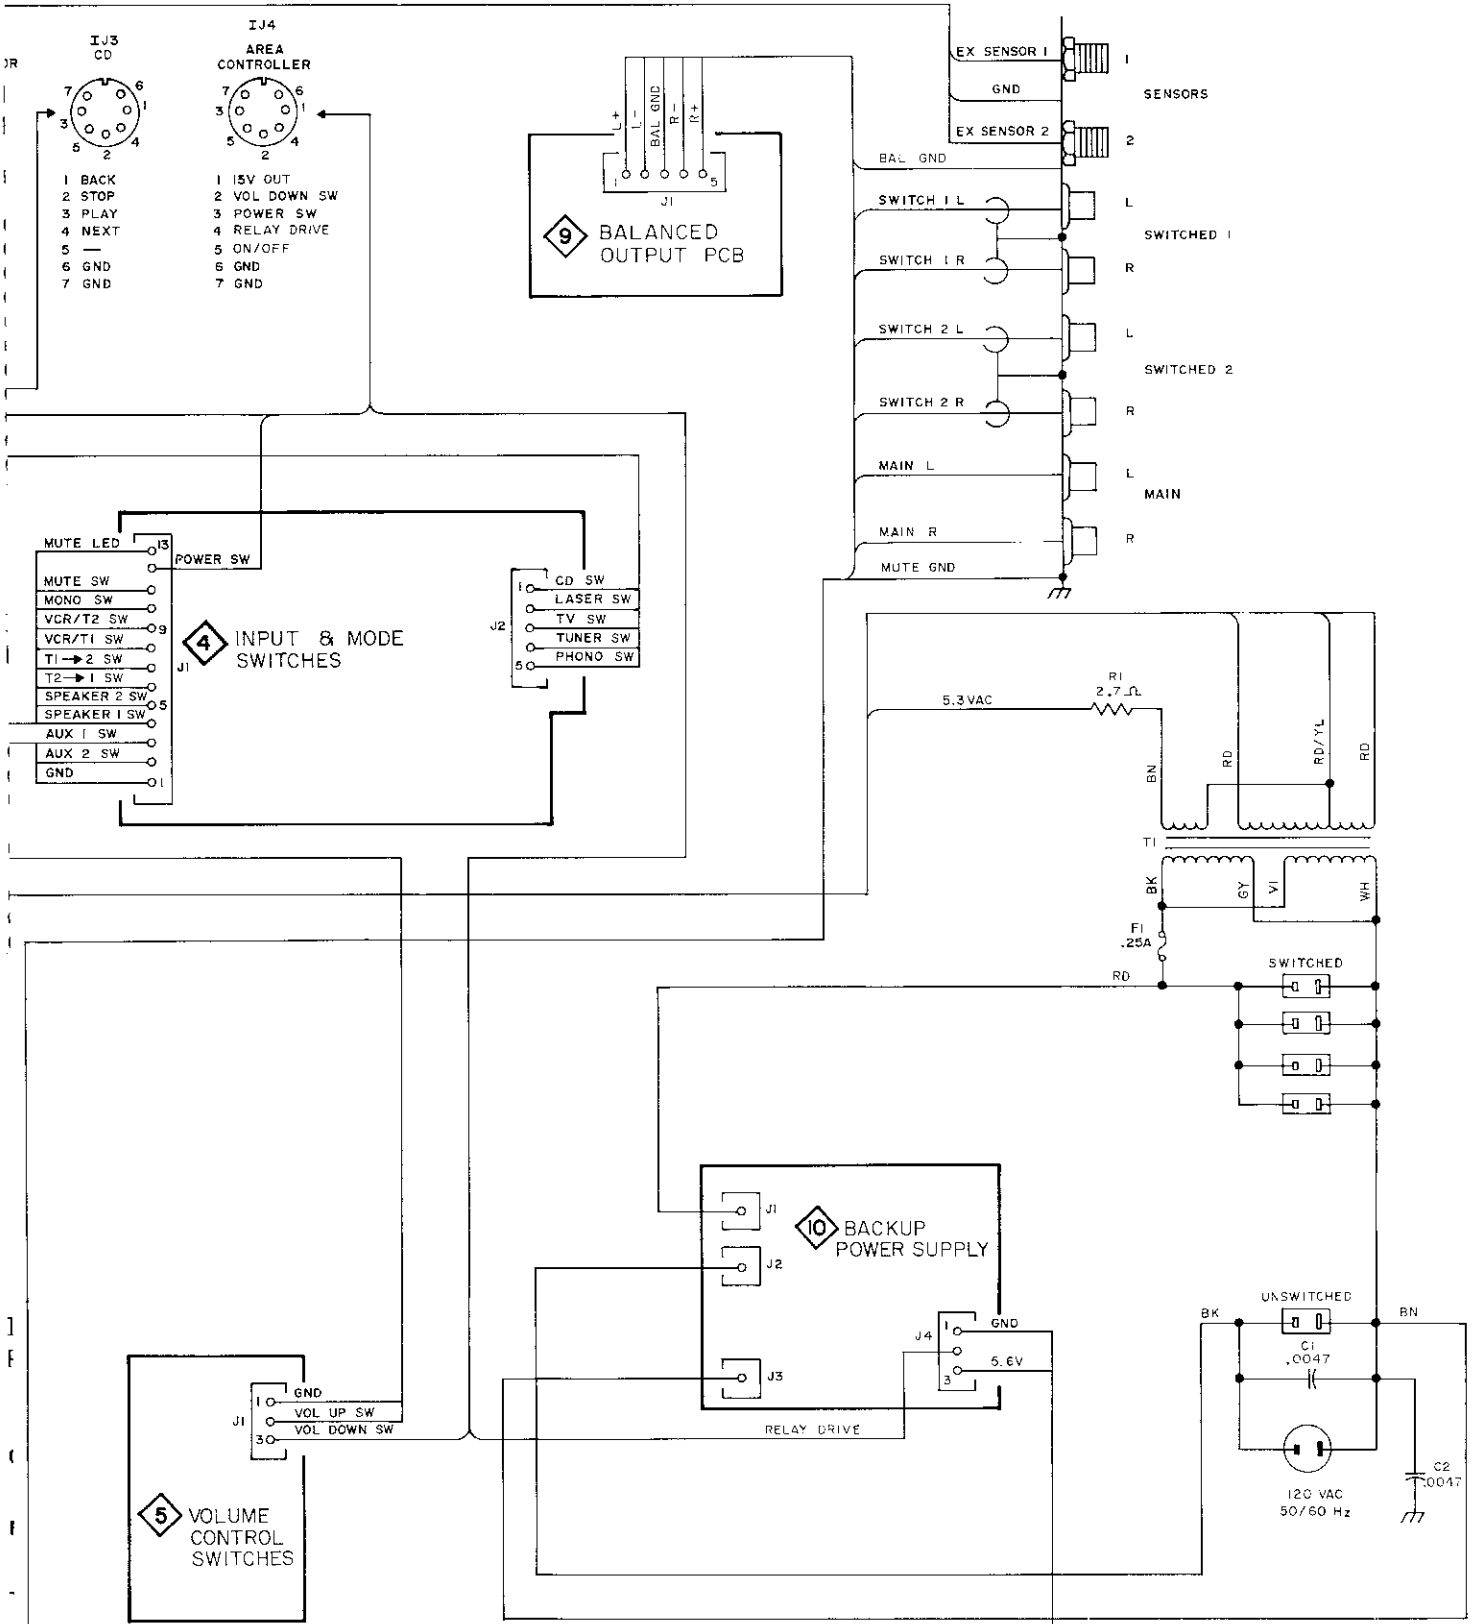 IJ3
CD
7
6
3
1
5
2
4
1 BACK
2 STOP
3 PLAY
4 NEXT
5 —
6 GND
7 GND
IJ4
AREA
CONTROLLER
7
6
3
1
5
2
4
1 15V OUT
2 VOL DOWN SW
3 POWER SW
4 RELAY DRIVE
5 ON/OFF
6 GND
7 GND
L+
L-
BAL GND
R-
R+
1
5
J1
9 BALANCED
OUTPUT PCB
EX SENSOR 1
1
GND
SENSORS
EX SENSOR 2
2
BAL GND
SWITCH 1 L
L
SWITCHED 1
SWITCH 1 R
R
SWITCH 2 L
L
SWITCHED 2
SWITCH 2 R
R
MAIN L
L
MAIN
MAIN R
R
MUTE GND
MUTE LED
13
POWER SW
MUTE SW
MONO SW
VCR/T2 SW
9
VCR/T1 SW
T1→2 SW
T2→1 SW
SPEAKER 2 SW
5
SPEAKER 1 SW
AUX 1 SW
AUX 2 SW
GND
1
J1
4 INPUT & MODE
SWITCHES
J2
1
CD SW
LASER SW
TV SW
TUNER SW
5
PHONO SW
5.3VAC
R1
2.7Ω
BN
RD
RD/YL
RD
T1
BK
GY
VI
WH
F1
.25A
RD
SWITCHED
J1
J2
J3
10 BACKUP
POWER SUPPLY
J4
1
GND
3
5.6V
RELAY DRIVE
UNSWITCHED
BK
BN
C1
.0047
120 VAC
50/60 Hz
C2
.0047
J1
1
GND
VOL UP SW
3
VOL DOWN SW
5 VOLUME
CONTROL
SWITCHES